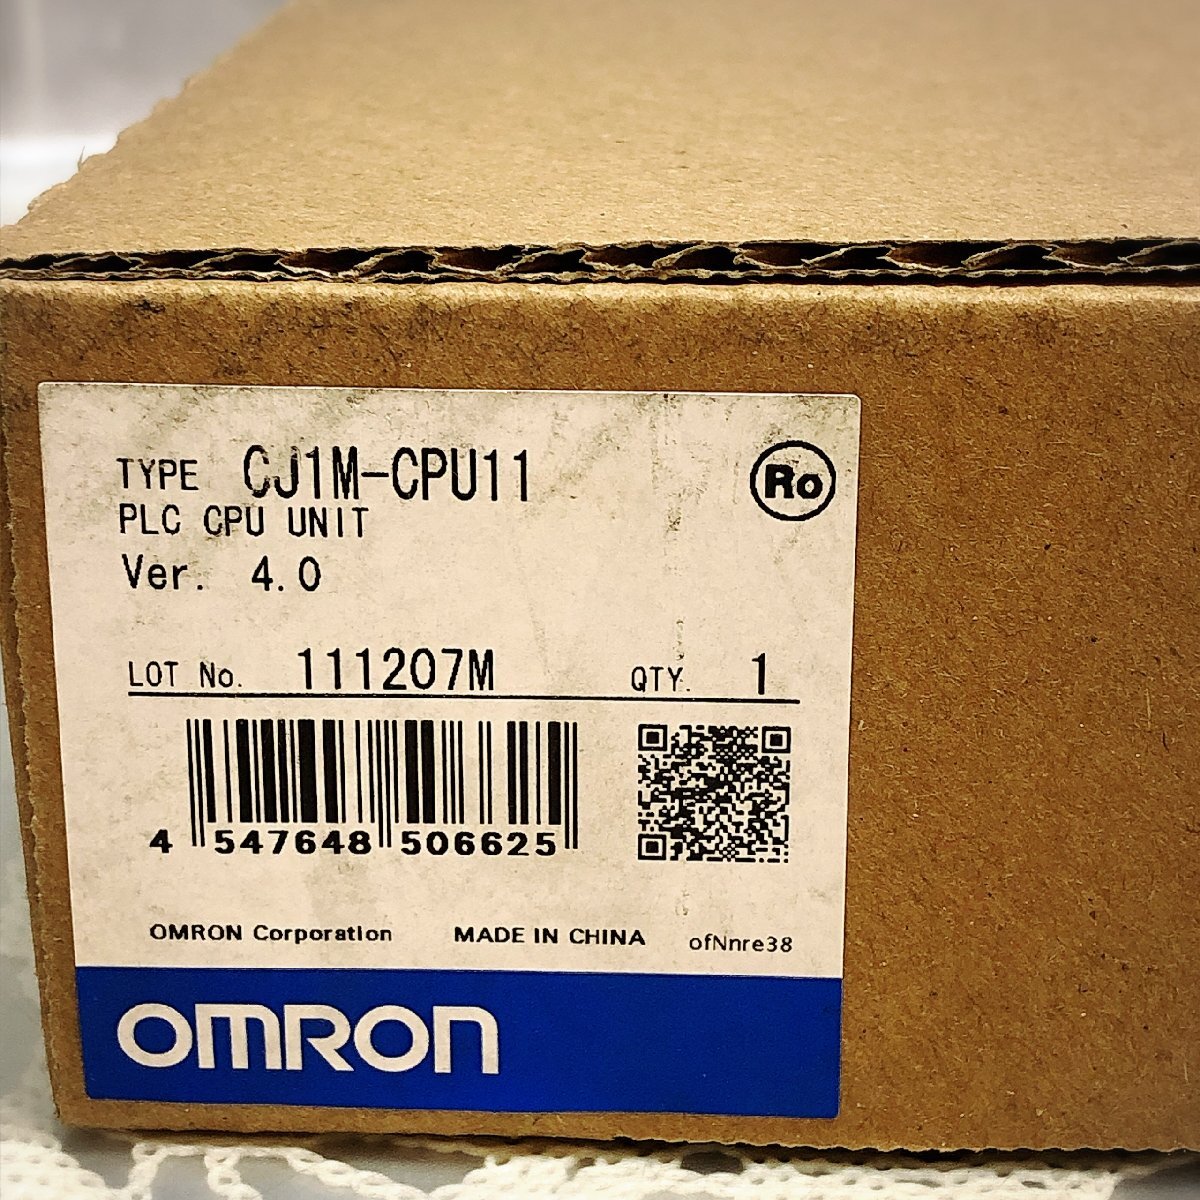 TYPE CJ1M-CPU11
Ro
PLC CPU UNIT
Ver. 4.0
LOT No. 111207M QTY. 1
4 547648 506625
OMRON Corporation MADE IN CHINA ofNnre38
OMRON